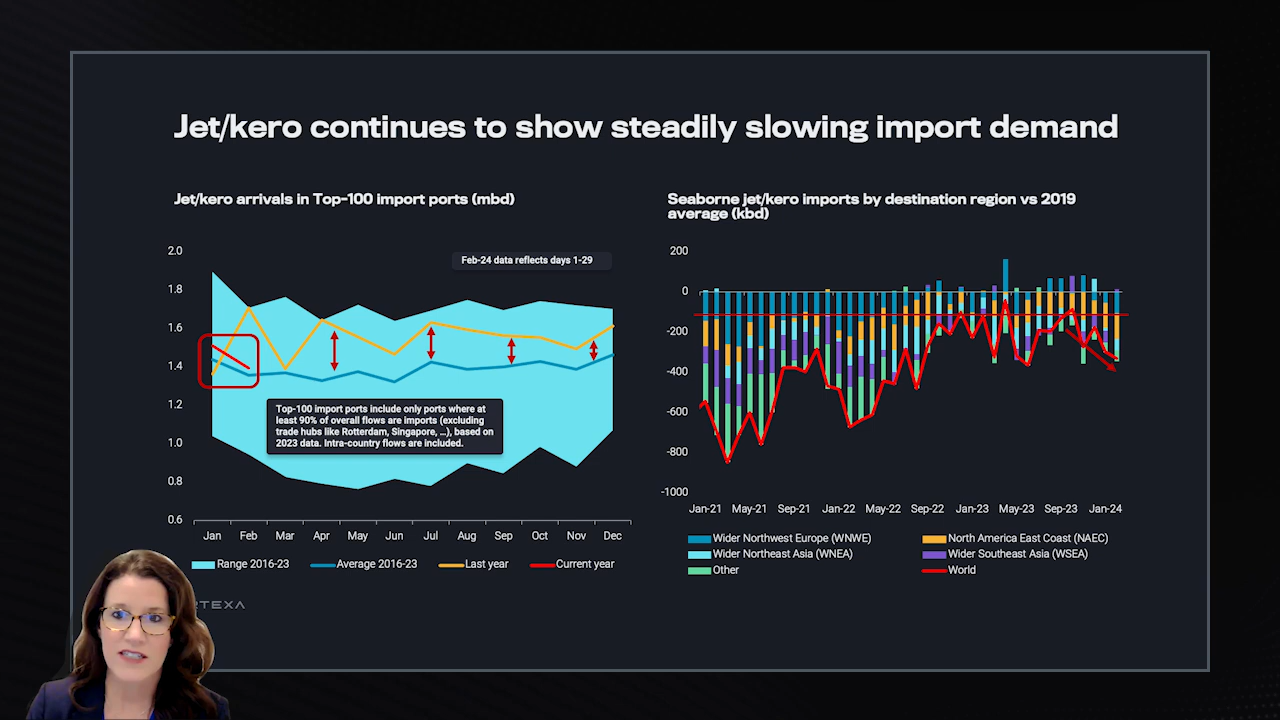 Jet/kero continues to show steadily slowing import demand
Jet/kero arrivals in Top-100 import ports (mbd)
2.0
1.8
1.6
1.4
1.2
1.0
0.8
0.6
Feb-24 data reflects days 1-29
Top-100 import ports include only ports where at
least 90% of overall flows are imports (excluding
trade hubs like Rotterdam, Singapore, ...), based on
2023 data. Intra-country flows are included.
Jan Feb Mar Apr May Jun Jul Aug Sep Oct Nov Dec
Range 2016-23 Average 2016-23 Last year Current year
Seaborne jet/kero imports by destination region vs 2019
average (kbd)
200
0
-200
-400
-600
-800
-1000
Jan-21 May-21 Sep-21 Jan-22 May-22 Sep-22 Jan-23 May-23 Sep-23 Jan-24
Wider Northwest Europe (WNWE) North America East Coast (NAEC)
Wider Northeast Asia (WNEA) Wider Southeast Asia (WSEA)
Other World